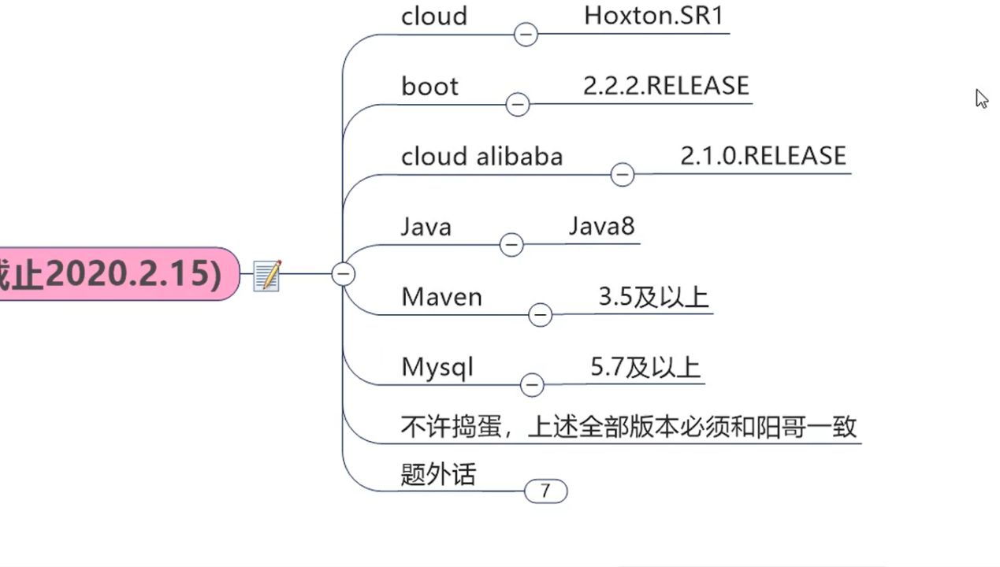 cloud
Hoxton.SR1
boot
2.2.2.RELEASE
cloud alibaba
2.1.0.RELEASE
Java
Java8
止2020.2.15)
Maven
3.5及以上
Mysql
5.7及以上
不许捣蛋，上述全部版本必须和阳哥一致
题外话
7